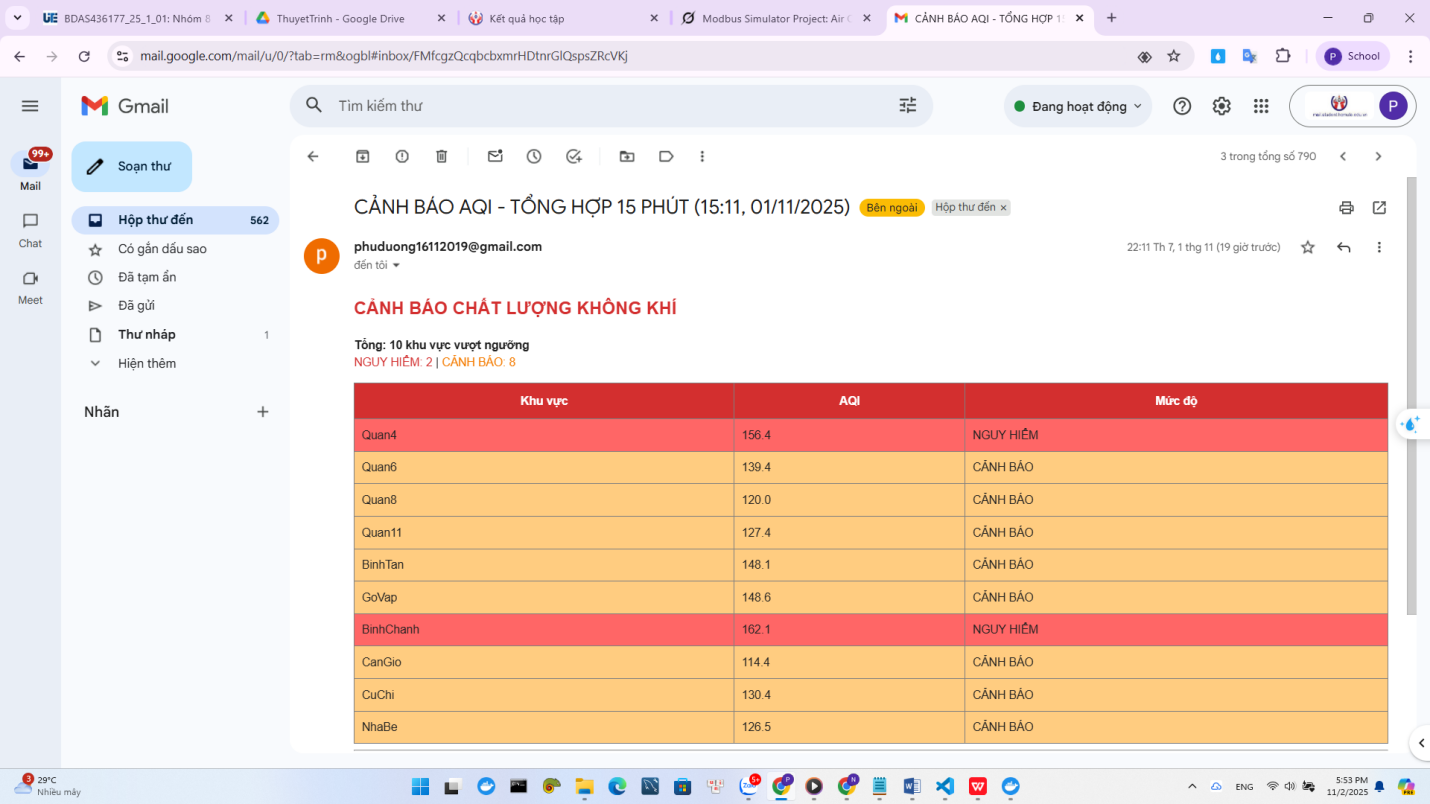 BDAS436177_25_1_01: Nhóm 8
ThuyetTrinh - Google Drive
Kết quả học tập
Modbus Simulator Project: Air
CẢNH BÁO AQI - TỔNG HỢP 1
mail.google.com/mail/u/0/?tab=rm&ogbl#inbox/FMfcgzQcqbcbxmrHDtnrGlQspsZRcVKj
P School
Gmail
Tìm kiếm thư
Đang hoạt động
P
99+
Mail
Chat
Meet
Soạn thư
Hộp thư đến 562
Có gắn dấu sao
Đã tạm ẩn
Đã gửi
Thư nháp 1
Hiện thêm
Nhãn
3 trong tổng số 790
CẢNH BÁO AQI - TỔNG HỢP 15 PHÚT (15:11, 01/11/2025) Bên ngoài Hộp thư đến ×
p
phuduong16112019@gmail.com
22:11 Th 7, 1 thg 11 (19 giờ trước)
đến tôi
CẢNH BÁO CHẤT LƯỢNG KHÔNG KHÍ
Tổng: 10 khu vực vượt ngưỡng
NGUY HIỂM: 2 | CẢNH BÁO: 8
Khu vực AQI Mức độ
Quan4 156.4 NGUY HIỂM
Quan6 139.4 CẢNH BÁO
Quan8 120.0 CẢNH BÁO
Quan11 127.4 CẢNH BÁO
BinhTan 148.1 CẢNH BÁO
GoVap 148.6 CẢNH BÁO
BinhChanh 162.1 NGUY HIỂM
CanGio 114.4 CẢNH BÁO
CuChi 130.4 CẢNH BÁO
NhaBe 126.5 CẢNH BÁO
3
29°C
Nhiều mây
Zalo
5+
P
N
W
W
ENG
5:53 PM
11/2/2025
PRE